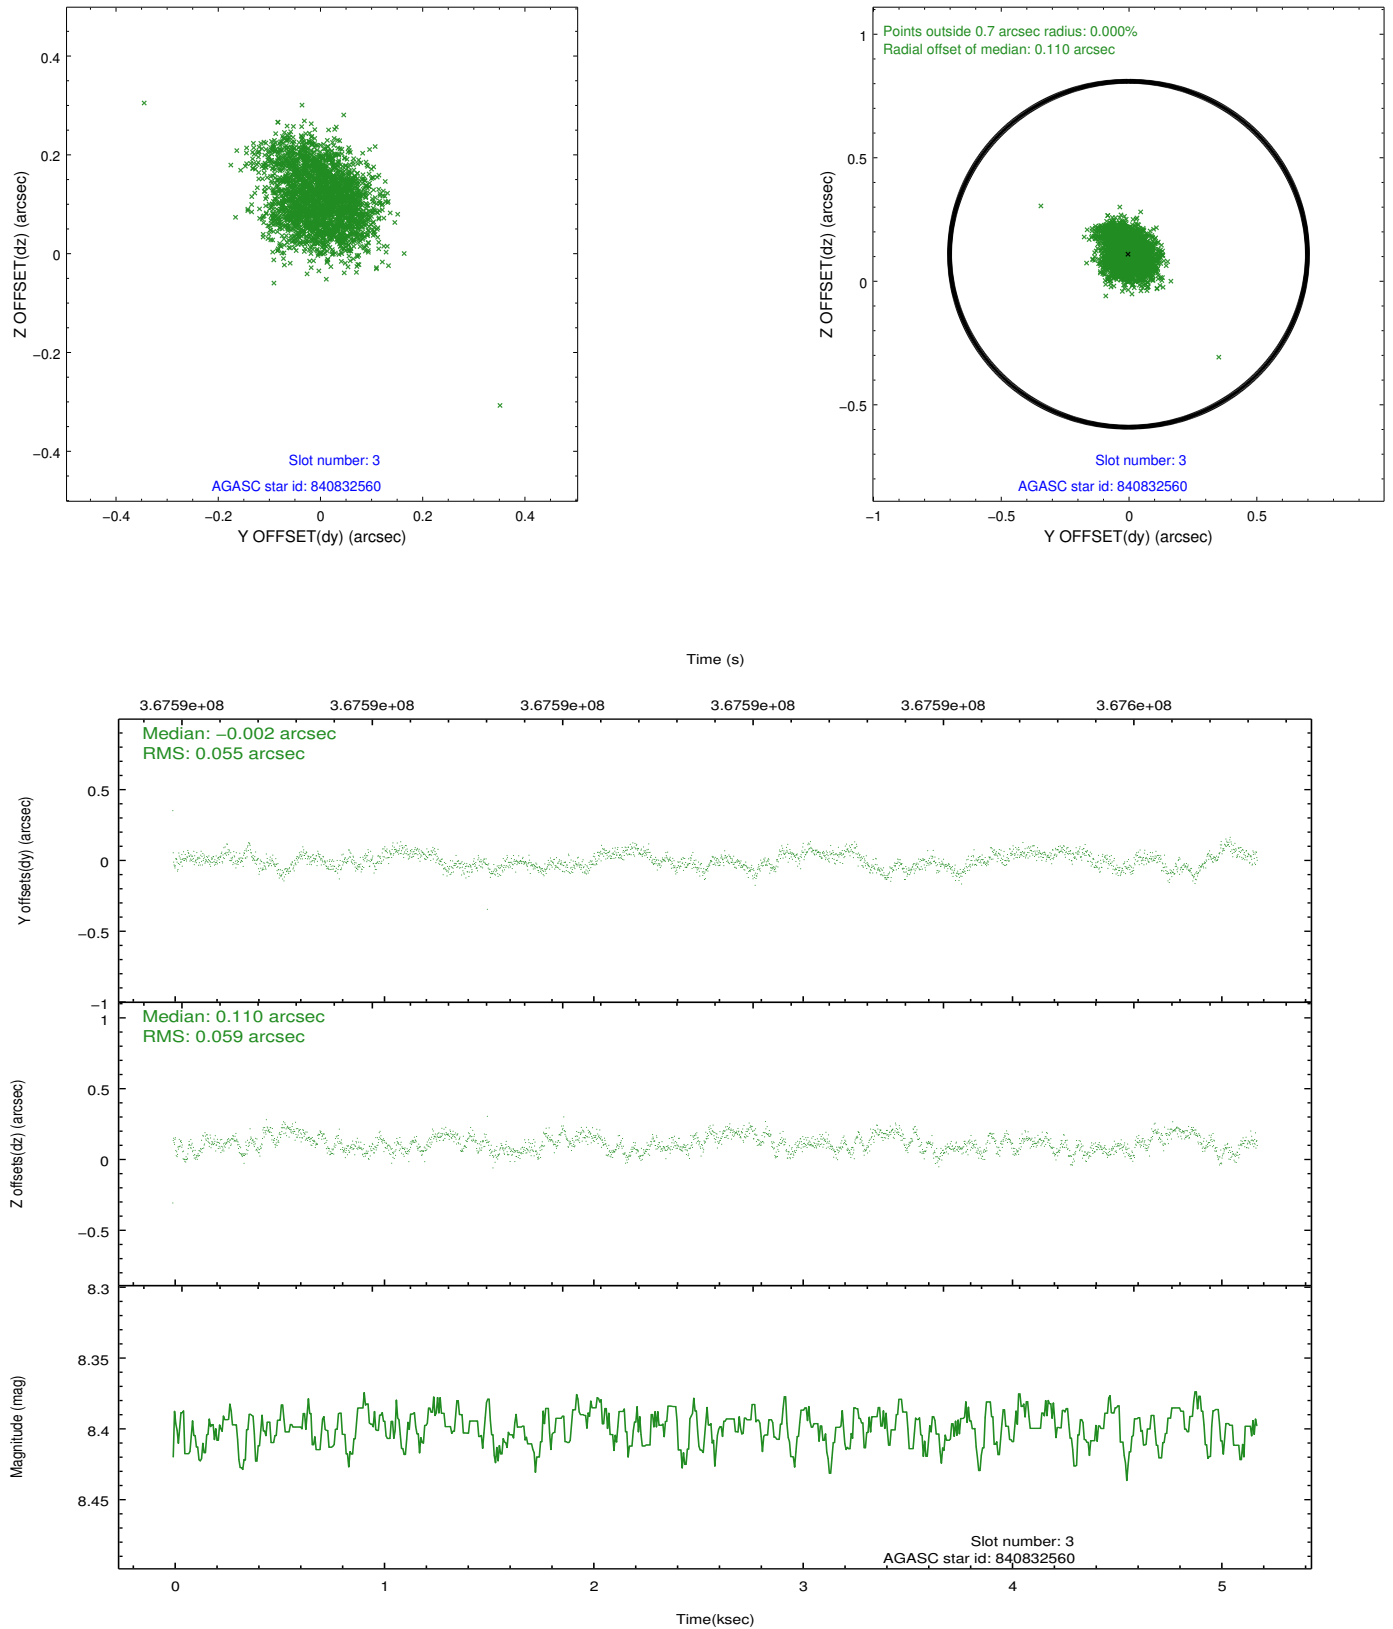 0.4
0.2
0
−0.2
−0.4
Z OFFSET(dz) (arcsec)
Slot number: 3
AGASC star id: 840832560
−0.4 −0.2 0 0.2 0.4
Y OFFSET(dy) (arcsec)
Points outside 0.7 arcsec radius: 0.000%
Radial offset of median: 0.110 arcsec
1
0.5
0
−0.5
Z OFFSET(dz) (arcsec)
Slot number: 3
AGASC star id: 840832560
−1 −0.5 0 0.5
Y OFFSET(dy) (arcsec)
Time (s)
3.6759e+08 3.6759e+08 3.6759e+08 3.6759e+08 3.6759e+08 3.676e+08
Median: −0.002 arcsec
RMS: 0.055 arcsec
0.5
0
−0.5
−1
Y offsets(dy) (arcsec)
Median: 0.110 arcsec
RMS: 0.059 arcsec
1
0.5
0
−0.5
Z offsets(dz) (arcsec)
8.3
8.35
8.4
8.45
Magnitude (mag)
Slot number: 3
AGASC star id: 840832560
0 1 2 3 4 5
Time(ksec)